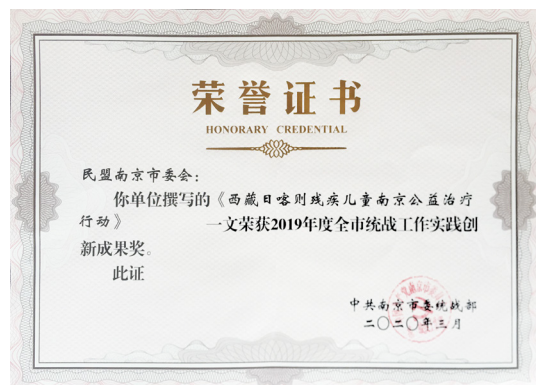 荣誉证书
HONORARY CREDENTIAL
民盟南京市委会：
你单位撰写的《西藏日喀则残疾儿童南京公益治疗
行动》 一文荣获2019年度全市统战工作实践创
新成果奖。
此证
中共南京市委统战部
二〇二〇年三月